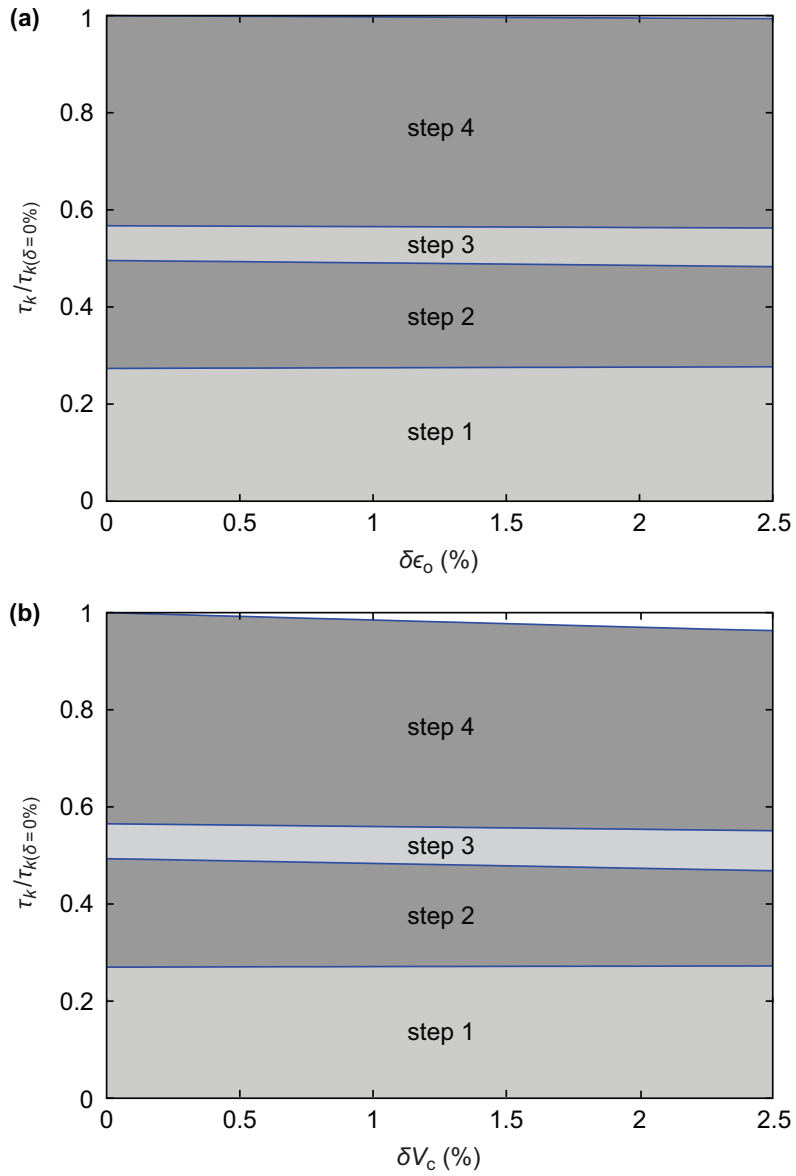 (a)
1
0.8
0.6
0.4
0.2
0
τk/τk(δ=0%)
step 4
step 3
step 2
step 1
0 0.5 1 1.5 2 2.5
δϵo (%)
(b)
1
0.8
0.6
0.4
0.2
0
τk/τk(δ=0%)
step 4
step 3
step 2
step 1
0 0.5 1 1.5 2 2.5
δVc (%)